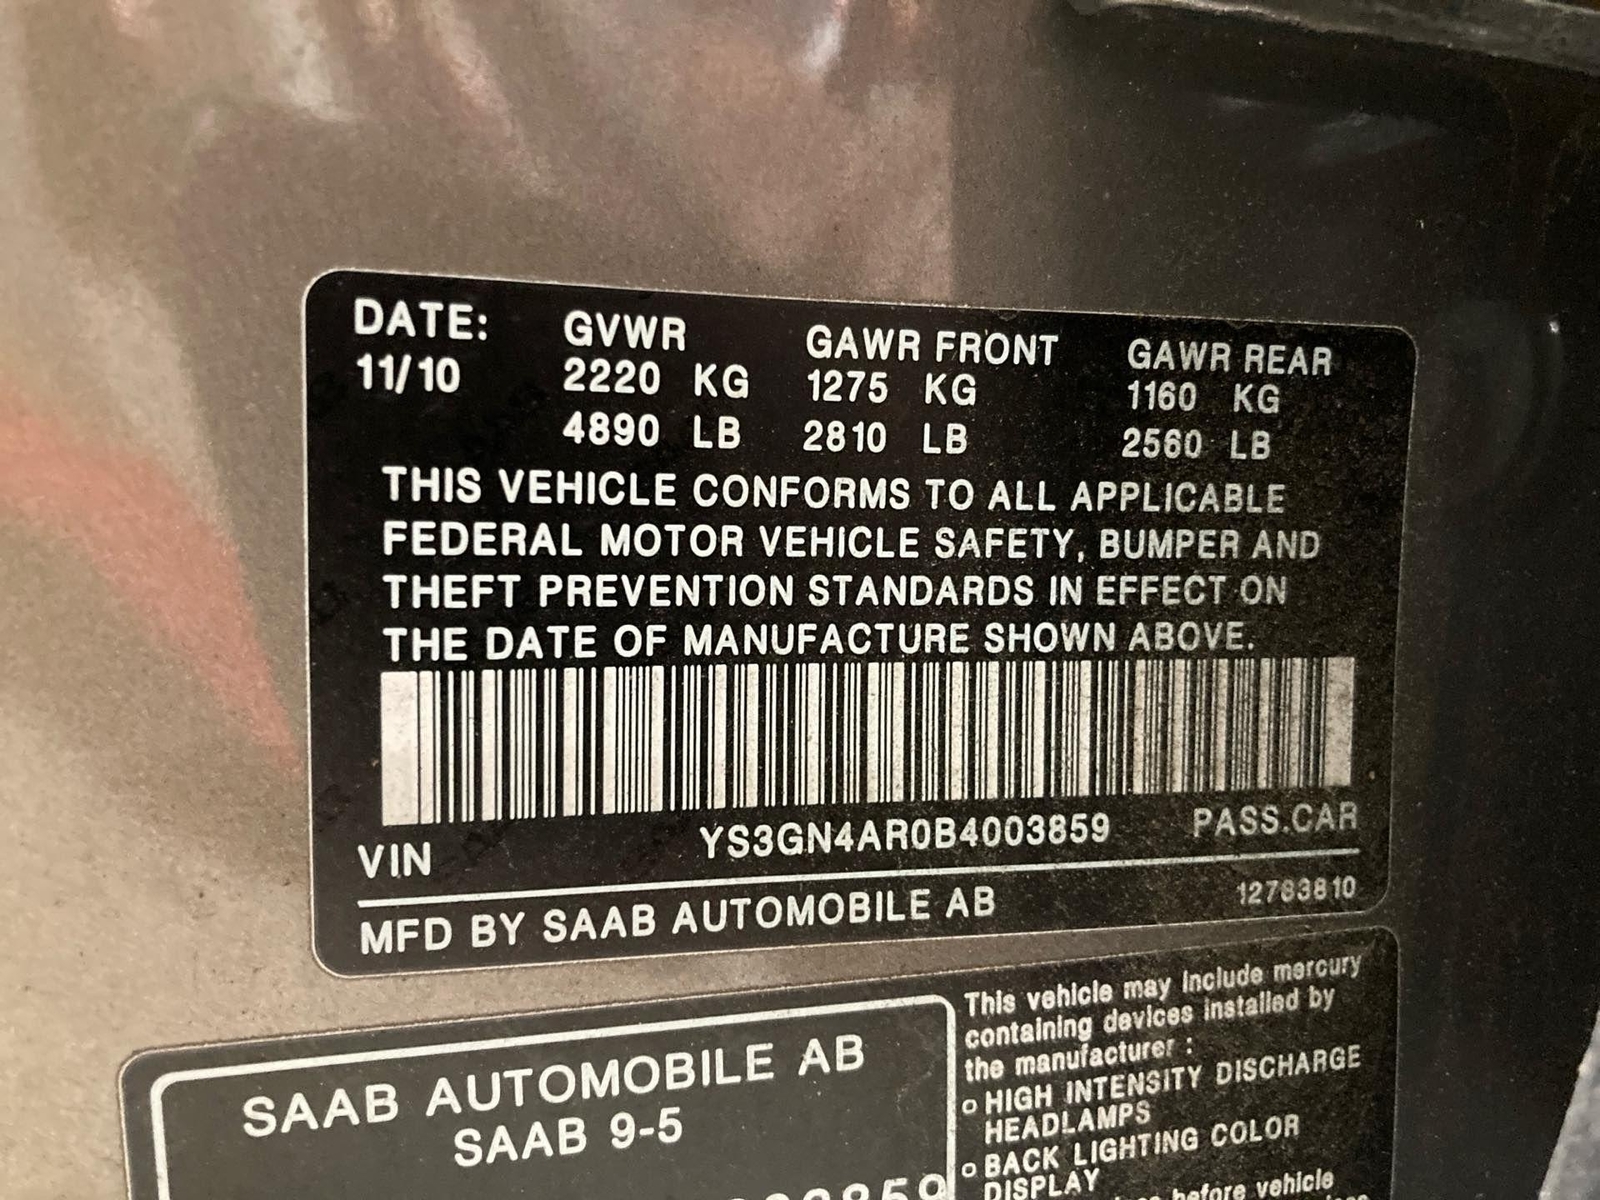 DATE: GVWR GAWR FRONT GAWR REAR
11/10 2220 KG 1275 KG 1160 KG
4890 LB 2810 LB 2560 LB
THIS VEHICLE CONFORMS TO ALL APPLICABLE
FEDERAL MOTOR VEHICLE SAFETY, BUMPER AND
THEFT PREVENTION STANDARDS IN EFFECT ON
THE DATE OF MANUFACTURE SHOWN ABOVE.
VIN YS3GN4AR0B4003859 PASS.CAR
MFD BY SAAB AUTOMOBILE AB 12783810
SAAB AUTOMOBILE AB
SAAB 9-5
This vehicle may include mercury
containing devices installed by
the manufacturer :
o HIGH INTENSITY DISCHARGE
HEADLAMPS
o BACK LIGHTING COLOR
DISPLAY
before vehicle